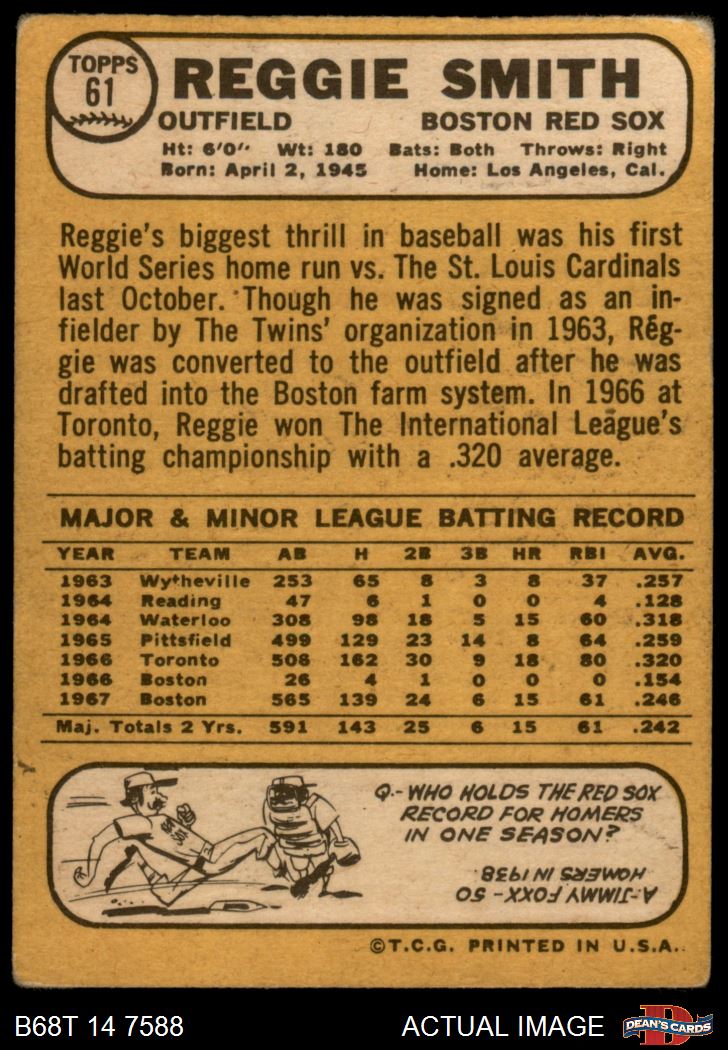 TOPPS
61
REGGIE SMITH
OUTFIELD BOSTON RED SOX
Ht: 6'0" Wt: 180 Bats: Both Throws: Right
Born: April 2, 1945 Home: Los Angeles, Cal.
Reggie's biggest thrill in baseball was his first
World Series home run vs. The St. Louis Cardinals
last October. Though he was signed as an in-
fielder by The Twins' organization in 1963, Reg-
gie was converted to the outfield after he was
drafted into the Boston farm system. In 1966 at
Toronto, Reggie won The International League's
batting championship with a .320 average.
MAJOR & MINOR LEAGUE BATTING RECORD
YEAR TEAM AB H 2B 3B HR RBI AVG.
1963 Wytheville 253 65 8 3 8 37 .257
1964 Reading 47 6 1 0 0 4 .128
1964 Waterloo 308 98 18 5 15 60 .318
1965 Pittsfield 499 129 23 14 8 64 .259
1966 Toronto 506 162 30 9 18 80 .320
1966 Boston 26 4 1 0 0 0 .154
1967 Boston 565 139 24 6 15 61 .246
Maj. Totals 2 Yrs. 591 143 25 6 15 61 .242
Q.- WHO HOLDS THE RED SOX
RECORD FOR HOMERS
IN ONE SEASON?
A-JIMMY FOXX - 50
HOMERS IN 1938.
RED
SOX
©T.C.G. PRINTED IN U.S.A.
B68T 14 7588 ACTUAL IMAGE
D
DEAN'S CARDS